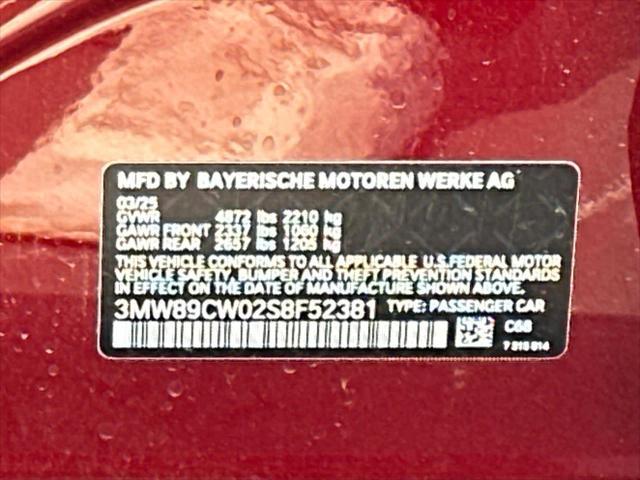 MFD BY BAYERISCHE MOTOREN WERKE AG
03/25
GVWR 4872 lbs 2210 kg
GAWR FRONT 2337 lbs 1060 kg
GAWR REAR 2657 lbs 1205 kg
THIS VEHICLE CONFORMS TO ALL APPLICABLE U.S.FEDERAL MOTOR
VEHICLE SAFETY, BUMPER AND THEFT PREVENTION STANDARDS
IN EFFECT ON THE DATE OF MANUFACTURE SHOWN ABOVE.
3MW89CW02S8F52381 TYPE: PASSENGER CAR